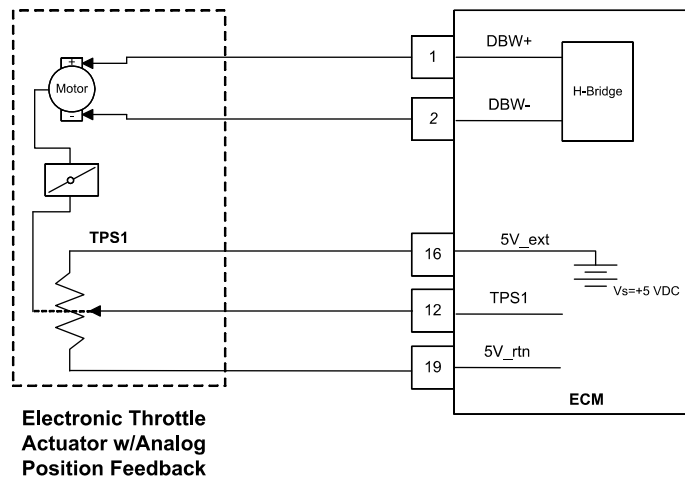 +
Motor
-
TPS1
1
2
16
12
19
DBW+
DBW-
H-Bridge
5V_ext
Vs=+5 VDC
TPS1
5V_rtn
ECM
Electronic Throttle
Actuator w/Analog
Position Feedback